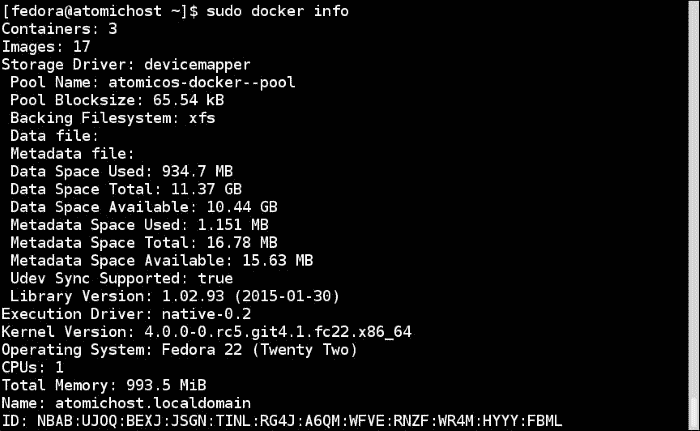 [fedora@atomichost ~]$ sudo docker info
Containers: 3
Images: 17
Storage Driver: devicemapper
 Pool Name: atomicos-docker--pool
 Pool Blocksize: 65.54 kB
 Backing Filesystem: xfs
 Data file:
 Metadata file:
 Data Space Used: 934.7 MB
 Data Space Total: 11.37 GB
 Data Space Available: 10.44 GB
 Metadata Space Used: 1.151 MB
 Metadata Space Total: 16.78 MB
 Metadata Space Available: 15.63 MB
 Udev Sync Supported: true
 Library Version: 1.02.93 (2015-01-30)
Execution Driver: native-0.2
Kernel Version: 4.0.0-0.rc5.git4.1.fc22.x86_64
Operating System: Fedora 22 (Twenty Two)
CPUs: 1
Total Memory: 993.5 MiB
Name: atomichost.localdomain
ID: NBAB:UJOQ:BEXJ:JSGN:TINL:RG4J:A6QM:WFVE:RNZF:WR4M:HYYY:FBML